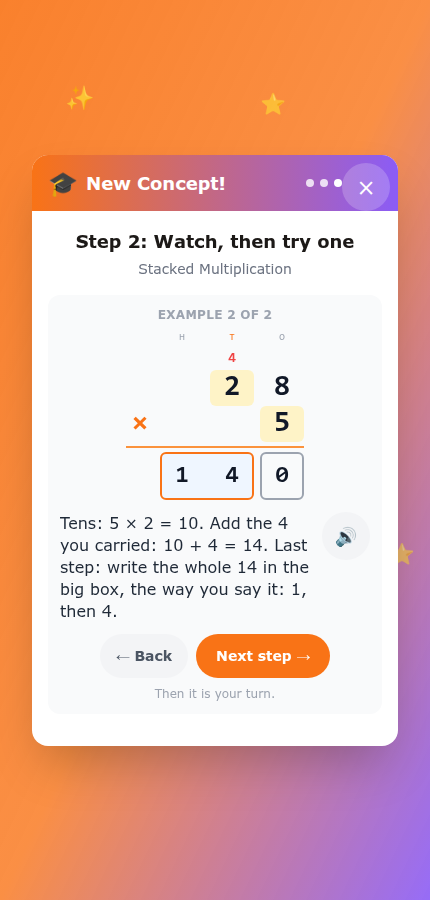 🎓 New Concept!
×
Step 2: Watch, then try one
Stacked Multiplication
EXAMPLE 2 OF 2
H T O
4
2 8
× 5
1 4 0
Tens: 5 × 2 = 10. Add the 4
you carried: 10 + 4 = 14. Last
step: write the whole 14 in the
big box, the way you say it: 1,
then 4.
← Back
Next step →
Then it is your turn.